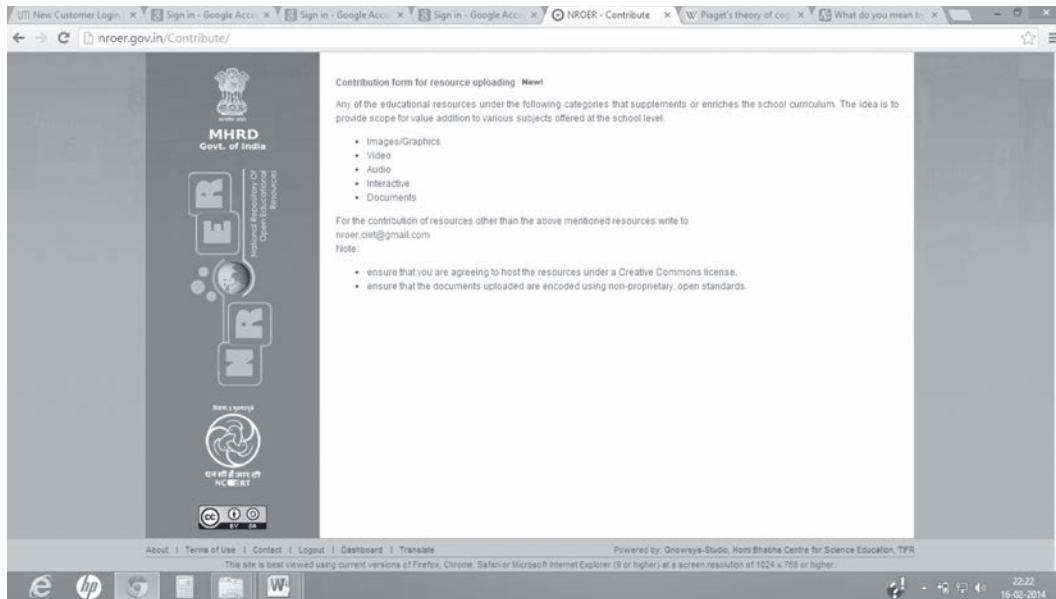 UTI New Customer Login
Sign in - Google Acco
Sign in - Google Acco
Sign in - Google Acco
NROER - Contribute
Piaget's theory of cog
What do you mean by
nroer.gov.in/Contribute/
MHRD
Govt. of India
National Repository Of
Open Educational
Resources
NROER
NCERT
CC BY SA
Contribution form for resource uploading New!
Any of the educational resources under the following categories that supplements or enriches the school curriculum. The idea is to
provide scope for value addition to various subjects offered at the school level.
• Images/Graphics
• Video
• Audio
• Interactive
• Documents
For the contribution of resources other than the above mentioned resources write to
nroer.ciet@gmail.com
Note:
• ensure that you are agreeing to host the resources under a Creative Commons license.
• ensure that the documents uploaded are encoded using non-proprietary, open standards.
About | Terms of Use | Contact | Logout | Dashboard | Translate
Powered by: Gnowsys-Studio, Homi Bhabha Centre for Science Education, TIFR
This site is best viewed using current versions of Firefox, Chrome, Safari or Microsoft Internet Explorer (9 or higher) at a screen resolution of 1024 x 768 or higher.
hp
W
22:22
16-02-2014